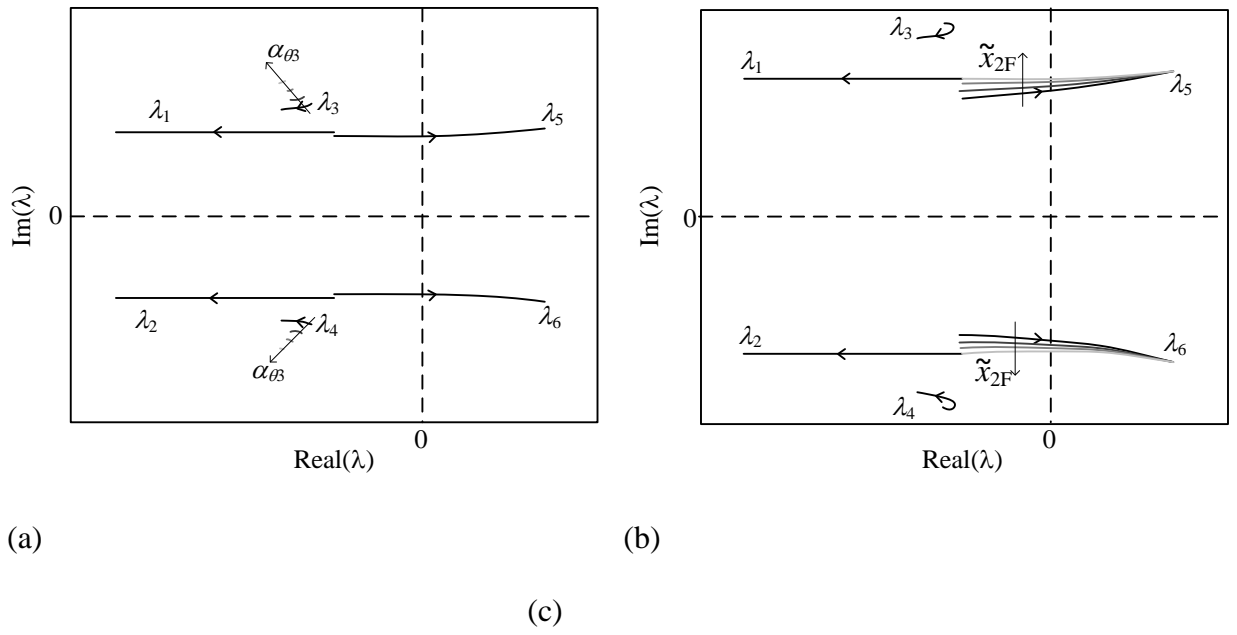 α_θ3
λ_3
λ_1
λ_5
0
Im(λ)
λ_2
λ_4
λ_6
α_θ3
0
Real(λ)
λ_3
x̃_2F
λ_1
λ_5
0
Im(λ)
λ_2
x̃_2F
λ_6
λ_4
0
Real(λ)
(a)
(b)
(c)